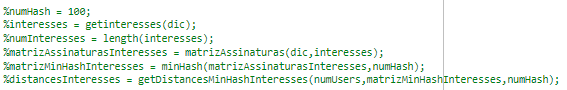 %numHash = 100;
%interesses = getinteresses(dic);
%numInteresses = length(interesses);
%matrizAssinaturasInteresses = matrizAssinaturas(dic,interesses);
%matrizMinHashInteresses = minHash(matrizAssinaturasInteresses,numHash);
%distancesInteresses = getDistancesMinHashInteresses(numUsers,matrizMinHashInteresses,numHash);